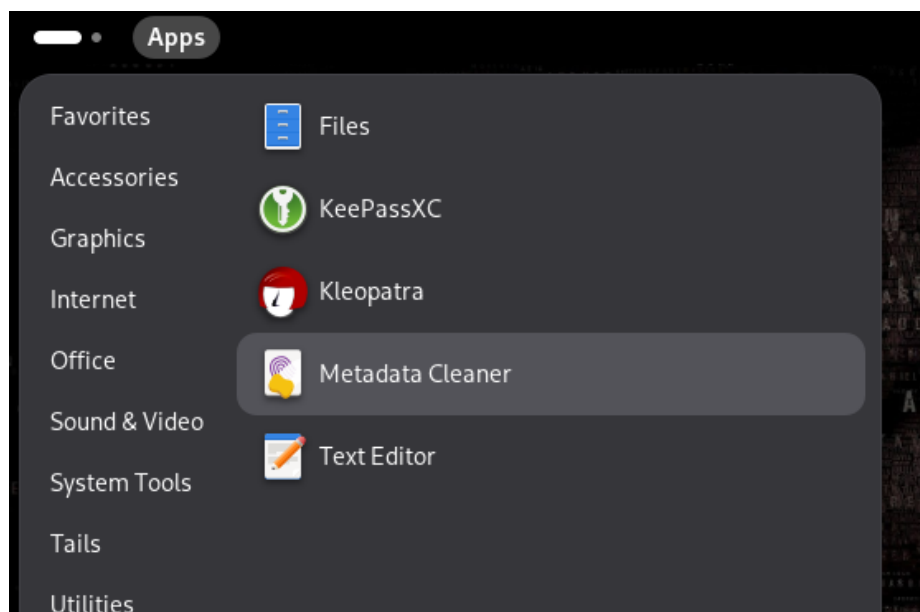 Apps
Favorites
Accessories
Graphics
Internet
Office
Sound & Video
System Tools
Tails
Utilities
Files
KeePassXC
Kleopatra
Metadata Cleaner
Text Editor